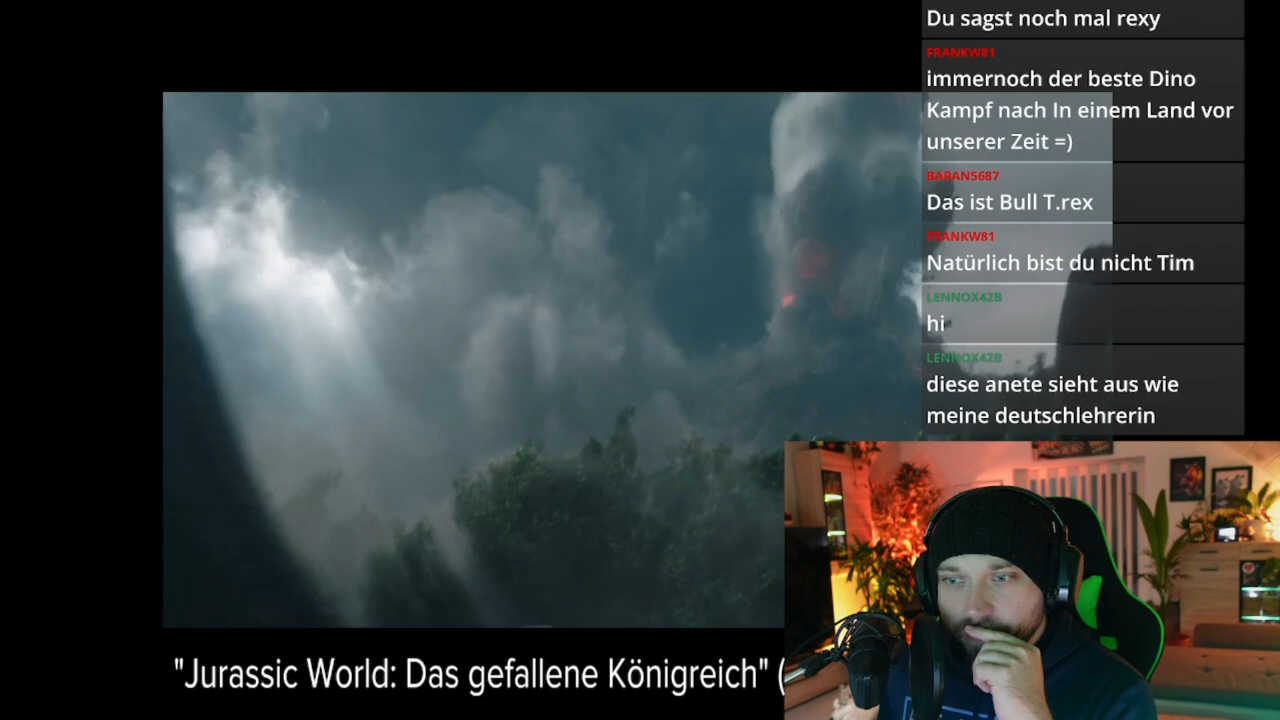 Du sagst noch mal rexy
FRANKW81
immernoch der beste Dino
Kampf nach In einem Land vor
unserer Zeit =)
BARAN5687
Das ist Bull T.rex
FRANKW81
Natürlich bist du nicht Tim
LENNOX42B
hi
LENNOX42B
diese anete sieht aus wie
meine deutschlehrerin
"Jurassic World: Das gefallene Königreich" (